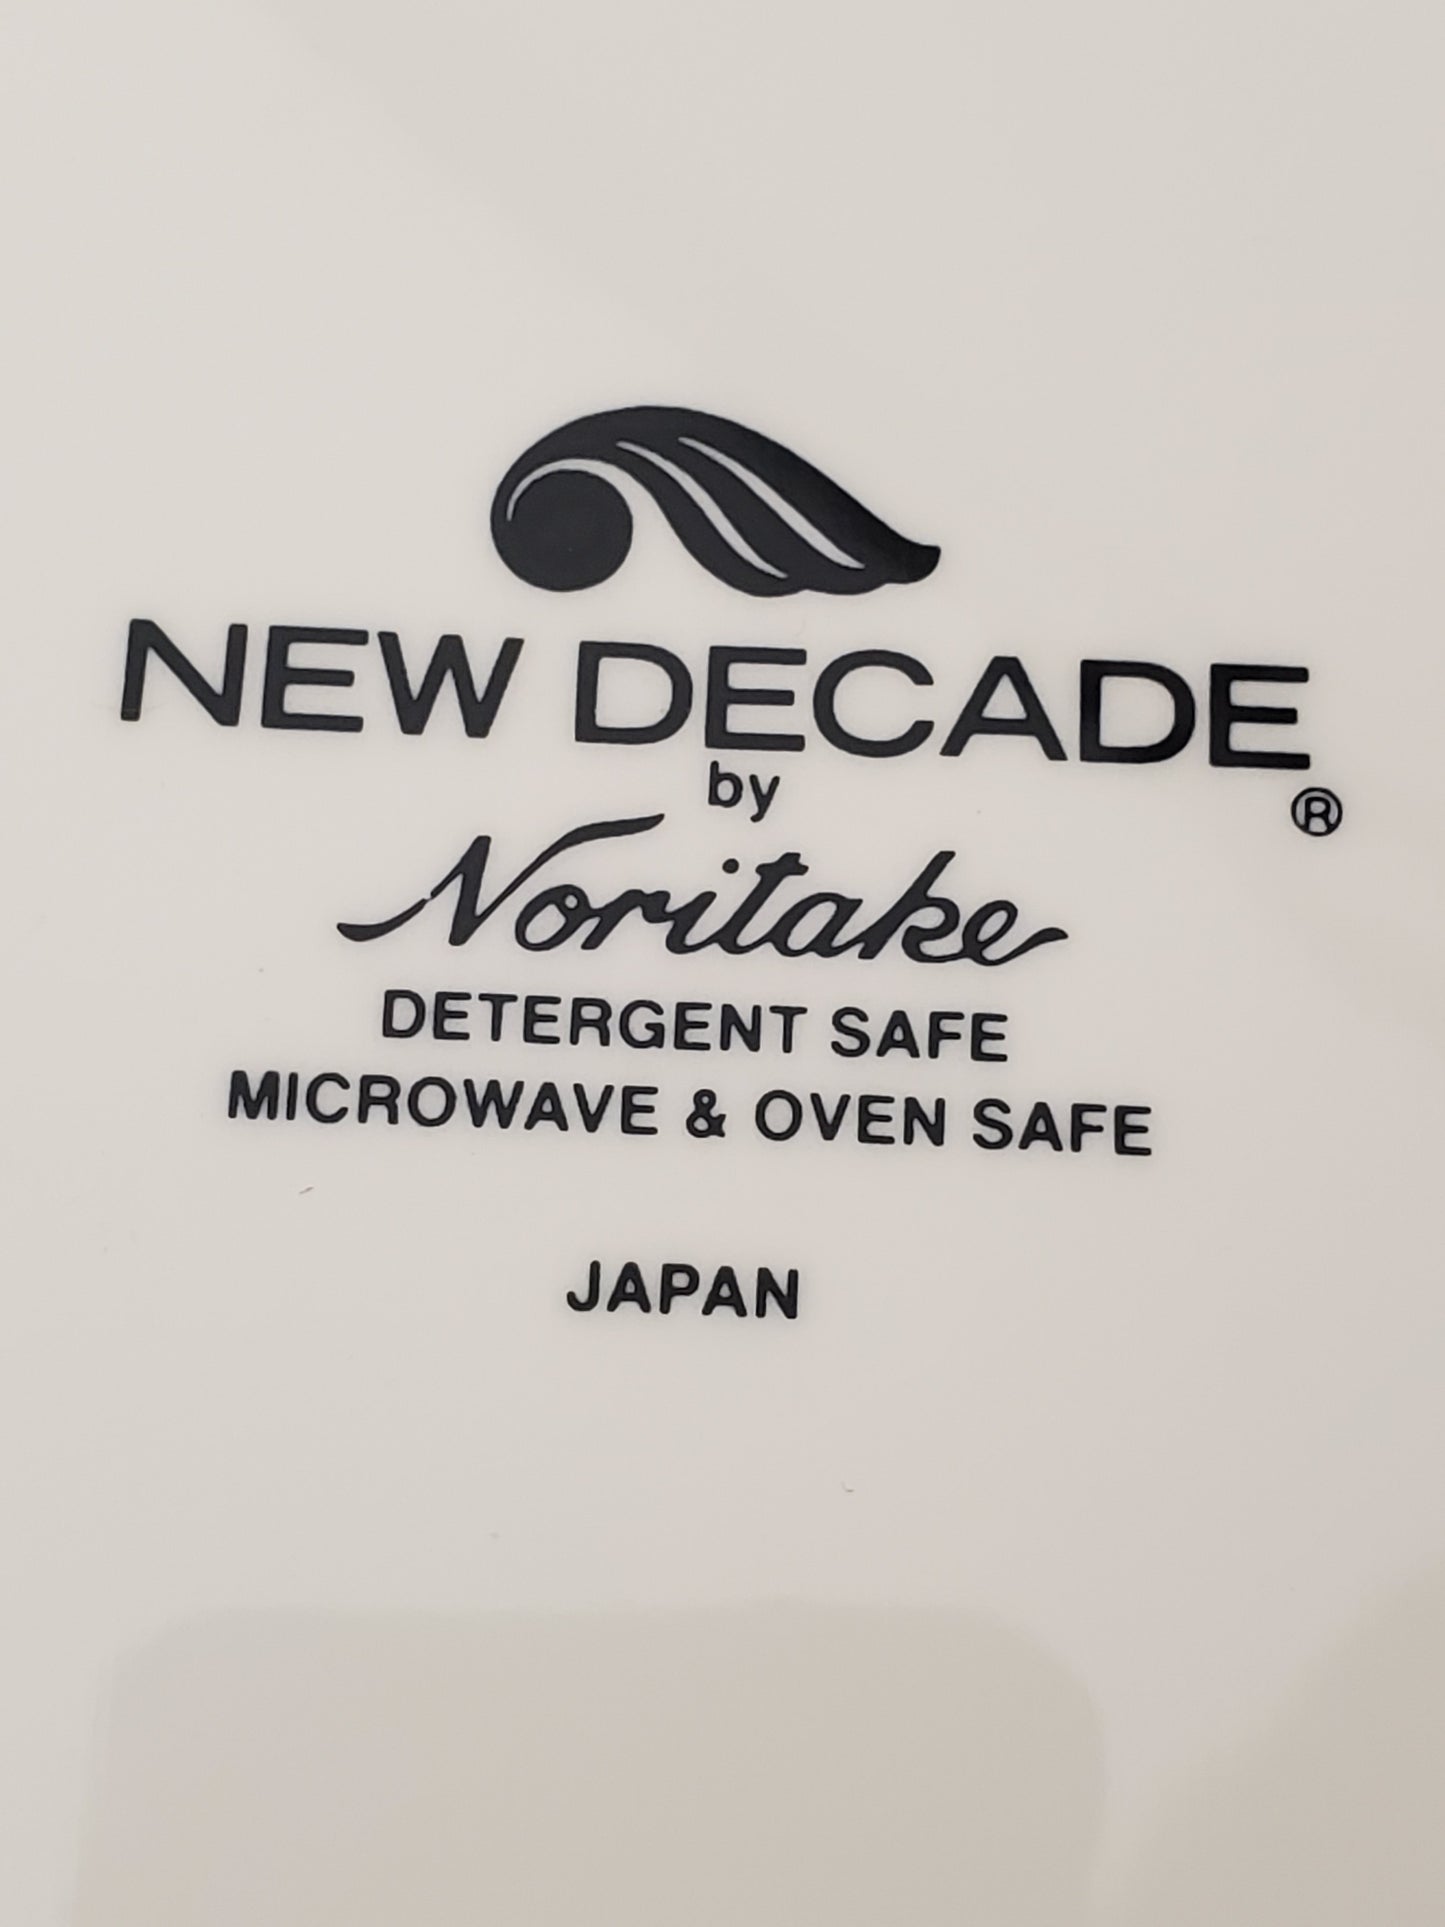 NEW DECADE
®
by
Noritake
DETERGENT SAFE
MICROWAVE & OVEN SAFE
JAPAN